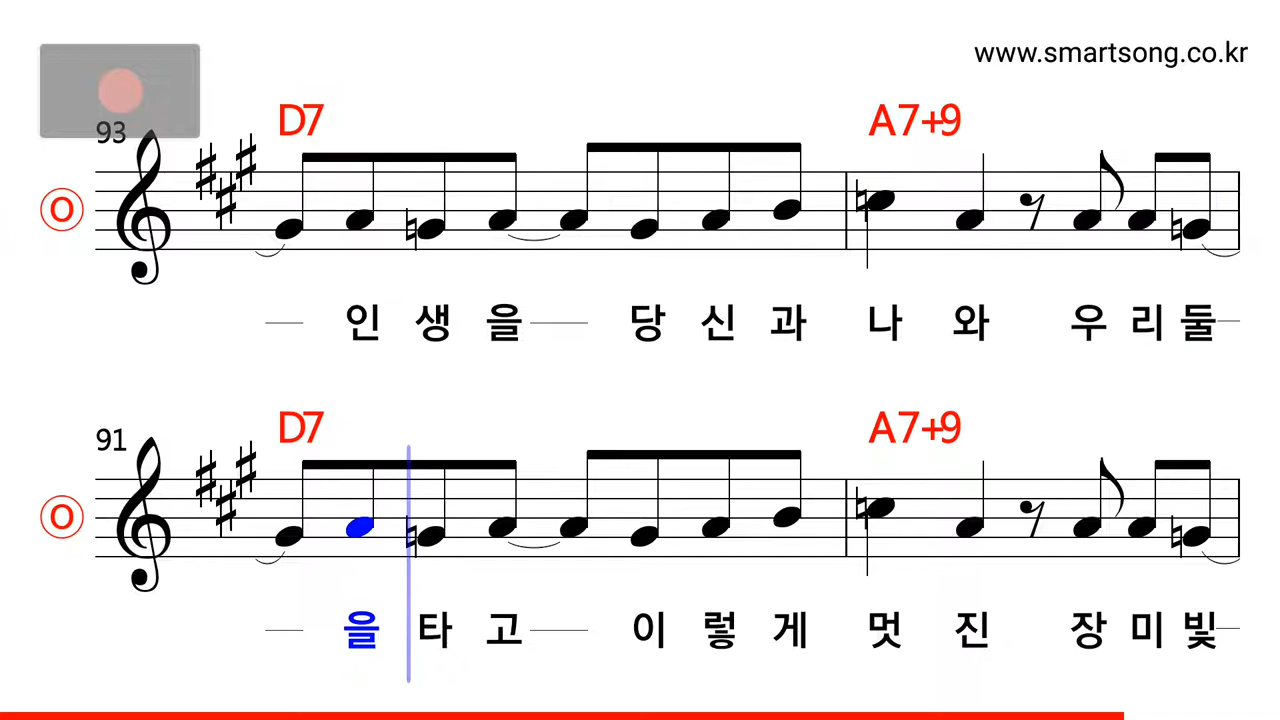 www.smartsong.co.kr
93
D7 A7+9
O
인 생 을 당 신 과 나 와 우 리 둘
91
D7 A7+9
O
을 타 고 이 렇 게 멋 진 장 미 빛